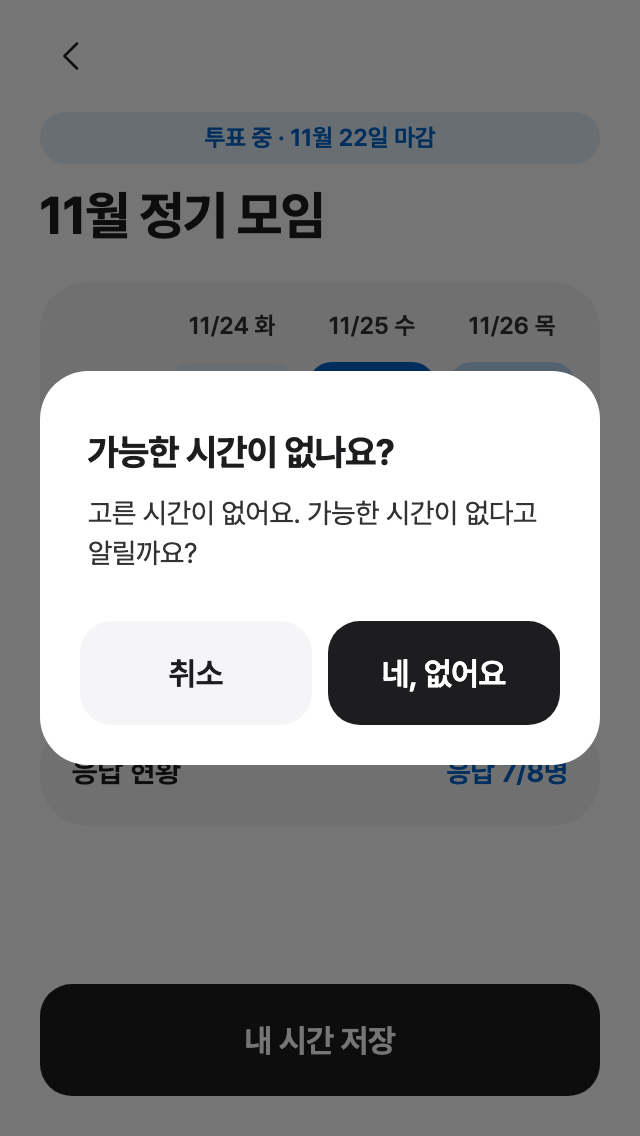 투표 중 · 11월 22일 마감
11월 정기 모임
11/24 화
11/25 수
11/26 목
가능한 시간이 없나요?
고른 시간이 없어요. 가능한 시간이 없다고
알릴까요?
취소
네, 없어요
응답 현황
응답 7/8명
내 시간 저장